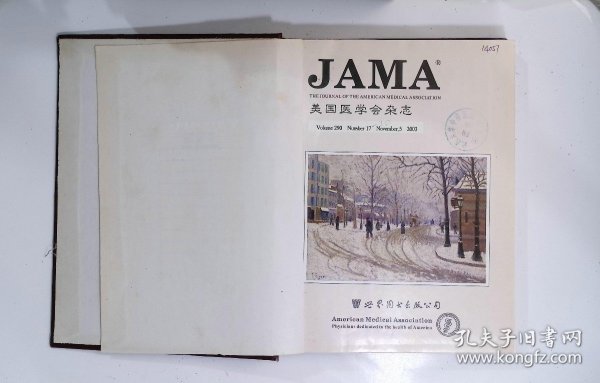 14057
JAMA®
THE JOURNAL OF THE AMERICAN MEDICAL ASSOCIATION
美国医学会杂志
Volume 290 Number 17 November,5 2003
世界图书出版公司
American Medical Association
Physicians dedicated to the health of America
孔夫子旧书网
www.kongfz.com